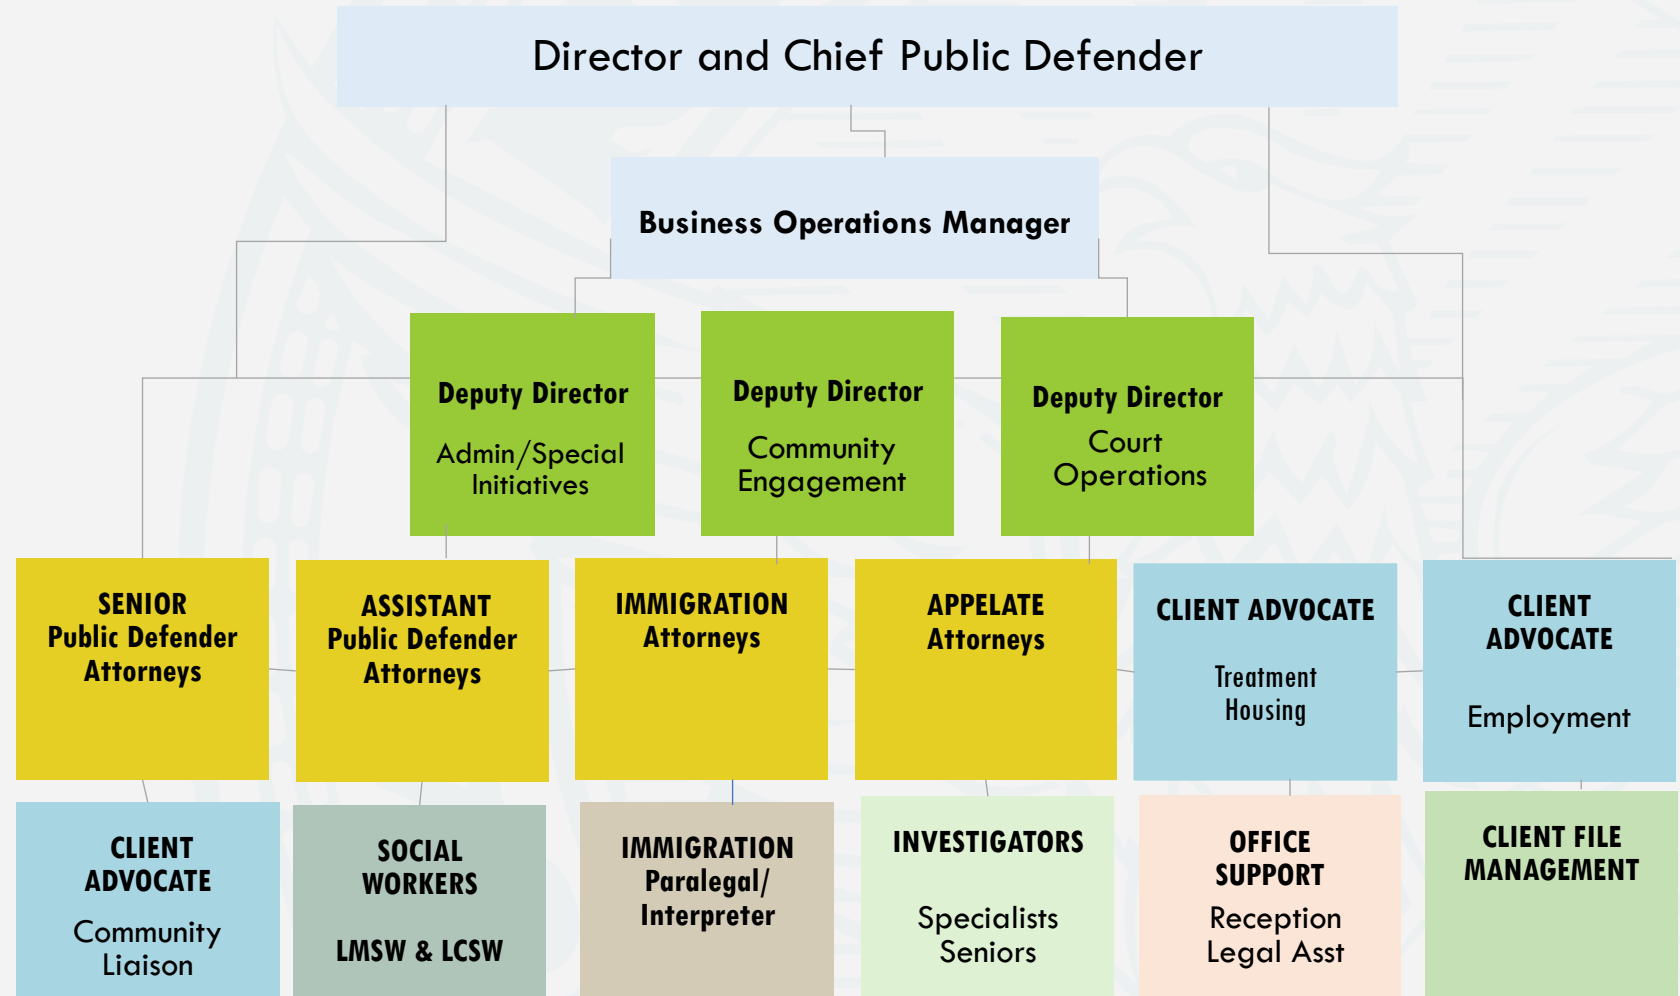 Director and Chief Public Defender
Business Operations Manager
Deputy Director
Admin/Special
Initiatives
Deputy Director
Community
Engagement
Deputy Director
Court
Operations
SENIOR
Public Defender
Attorneys
ASSISTANT
Public Defender
Attorneys
IMMIGRATION
Attorneys
APPELATE
Attorneys
CLIENT ADVOCATE
Treatment
Housing
CLIENT
ADVOCATE
Employment
CLIENT
ADVOCATE
Community
Liaison
SOCIAL
WORKERS
LMSW & LCSW
IMMIGRATION
Paralegal/
Interpreter
INVESTIGATORS
Specialists
Seniors
OFFICE
SUPPORT
Reception
Legal Asst
CLIENT FILE
MANAGEMENT